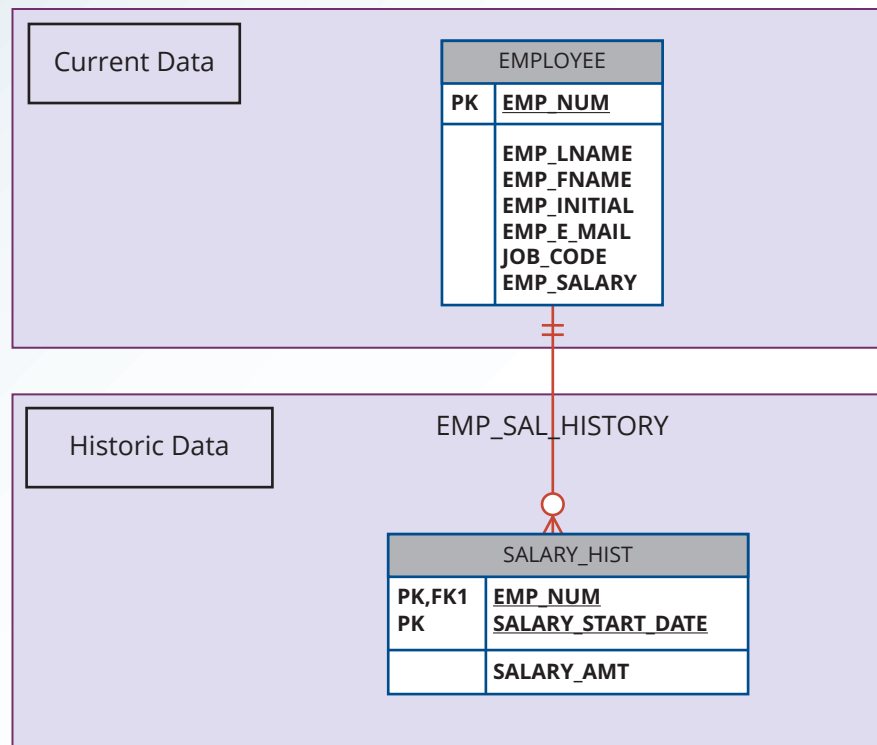 Current Data
EMPLOYEE
PK EMP_NUM
EMP_LNAME
EMP_FNAME
EMP_INITIAL
EMP_E_MAIL
JOB_CODE
EMP_SALARY
Historic Data
EMP_SAL_HISTORY
SALARY_HIST
PK,FK1 EMP_NUM
PK SALARY_START_DATE
SALARY_AMT